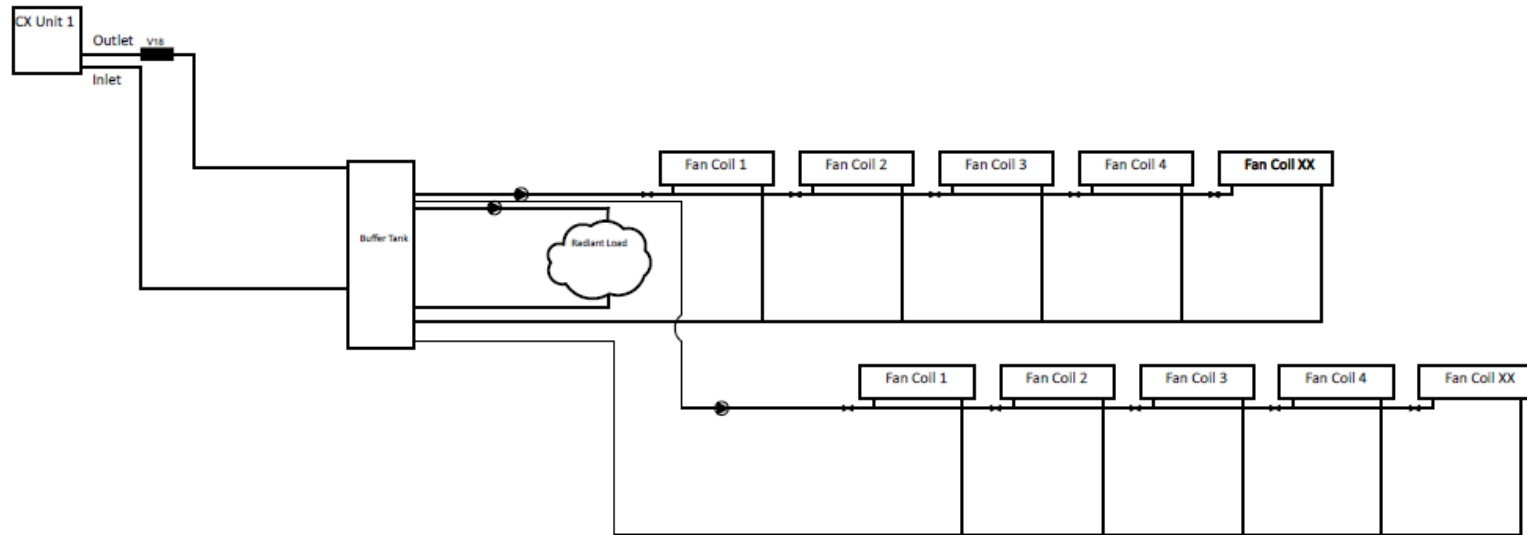 CX Unit 1
Outlet
V18
Inlet
Fan Coil 1
Fan Coil 2
Fan Coil 3
Fan Coil 4
Fan Coil XX
Buffer Tank
Radiant Load
Fan Coil 1
Fan Coil 2
Fan Coil 3
Fan Coil 4
Fan Coil XX